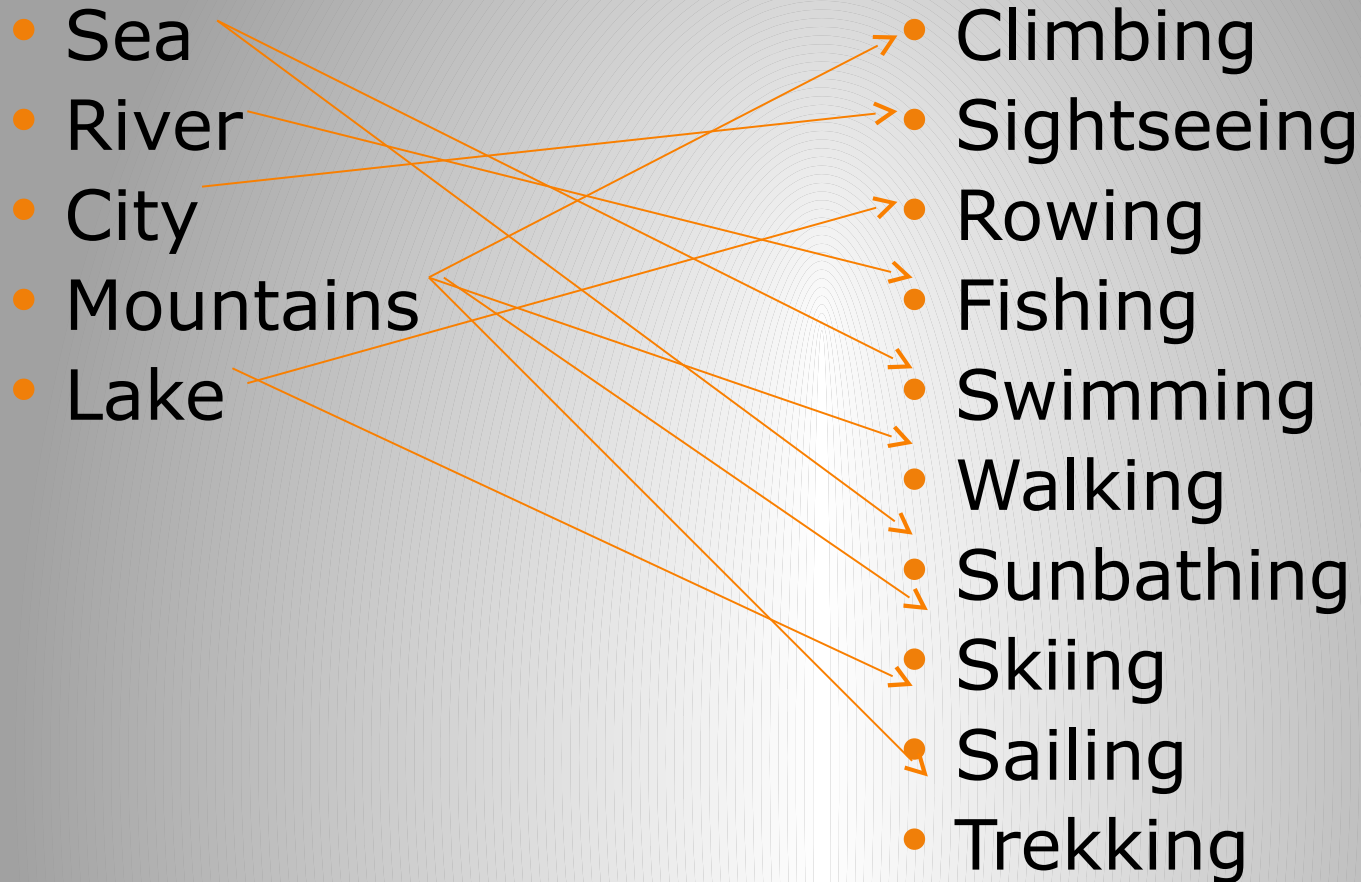 Sea
River
City
Mountains
Lake
Climbing
Sightseeing
Rowing
Fishing
Swimming
Walking
Sunbathing
Skiing
Sailing
Trekking